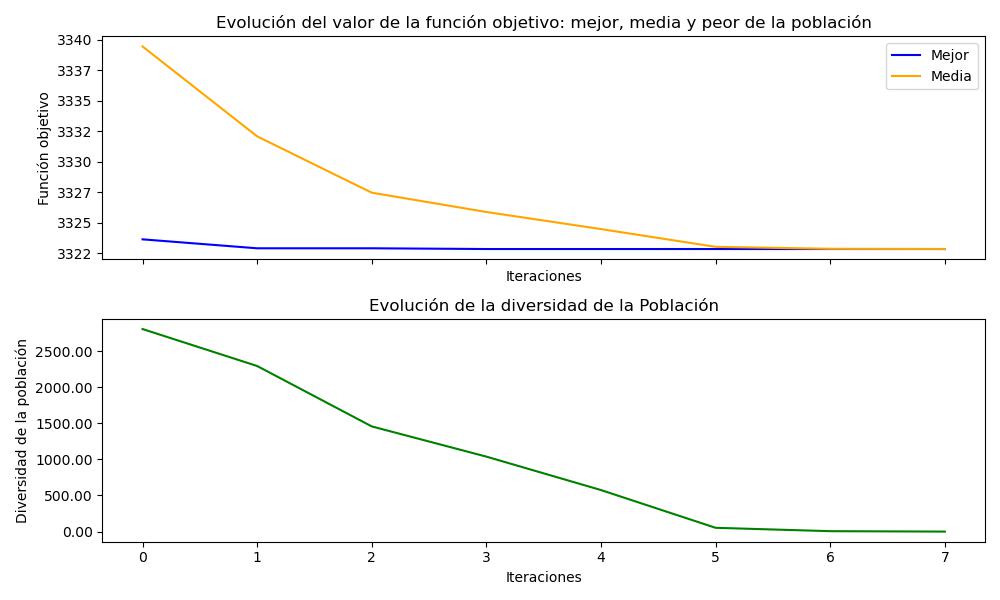 Evolución del valor de la función objetivo: mejor, media y peor de la población
Función objetivo
3340
3337
3335
3332
3330
3327
3325
3322
Mejor
Media
Iteraciones
Evolución de la diversidad de la Población
Diversidad de la población
2500.00
2000.00
1500.00
1000.00
500.00
0.00
0 1 2 3 4 5 6 7
Iteraciones